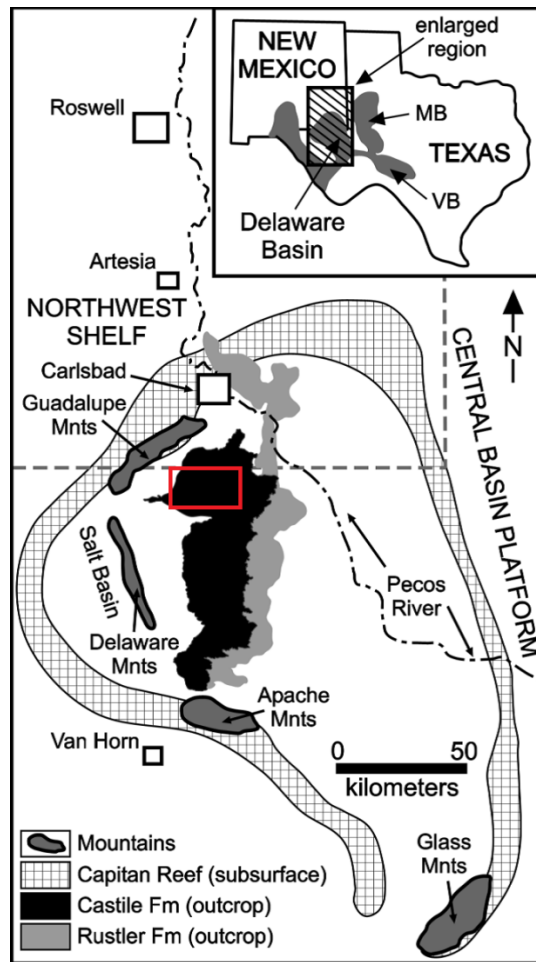 NEW
MEXICO
enlarged
region
MB
TEXAS
VB
Delaware
Basin
Roswell
Artesia
NORTHWEST
SHELF
N
Carlsbad
Guadalupe
Mnts
CENTRAL BASIN PLATFORM
Salt Basin
Pecos
River
Delaware
Mnts
Apache
Mnts
Van Horn
0 50
kilometers
Glass
Mnts
Mountains
Capitan Reef (subsurface)
Castile Fm (outcrop)
Rustler Fm (outcrop)